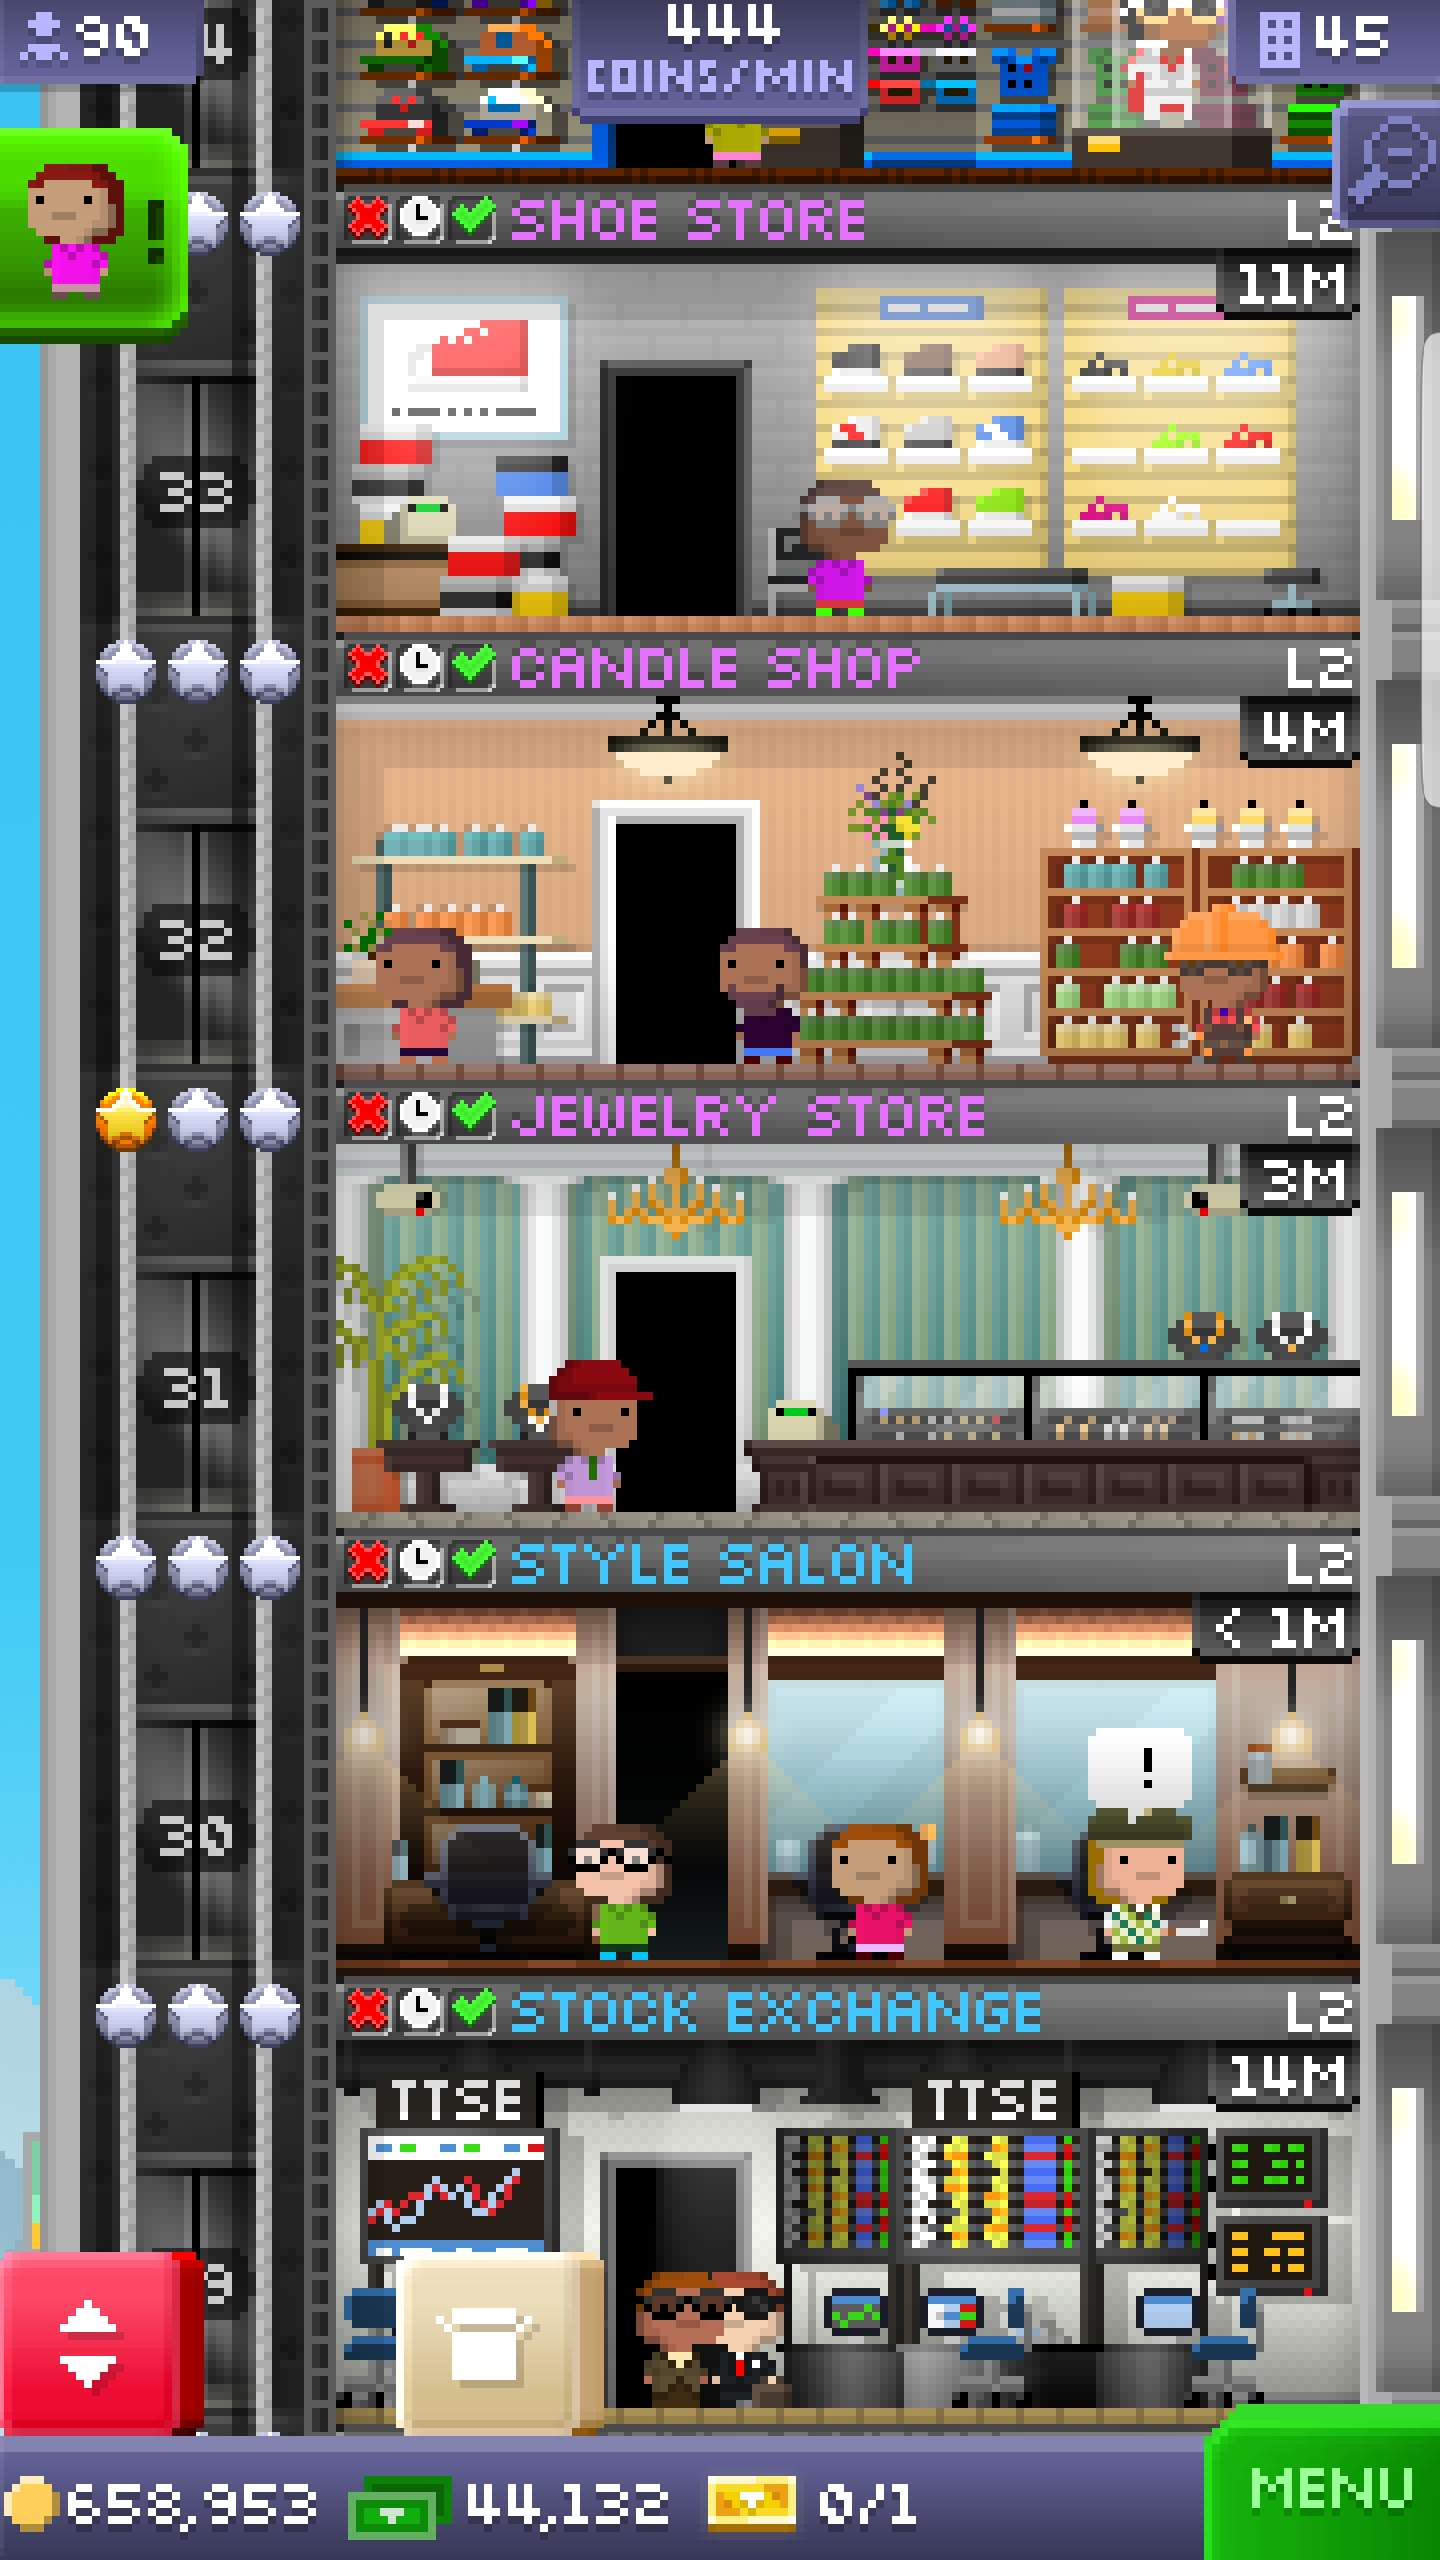 90
4
444
COINS/MIN
45
SHOE STORE
L2
11M
33
CANDLE SHOP
L2
4M
32
JEWELRY STORE
L2
3M
31
STYLE SALON
L2
< 1M
!
30
STOCK EXCHANGE
L2
14M
TTSE
TTSE
9
658,953
44,132
0/1
MENU